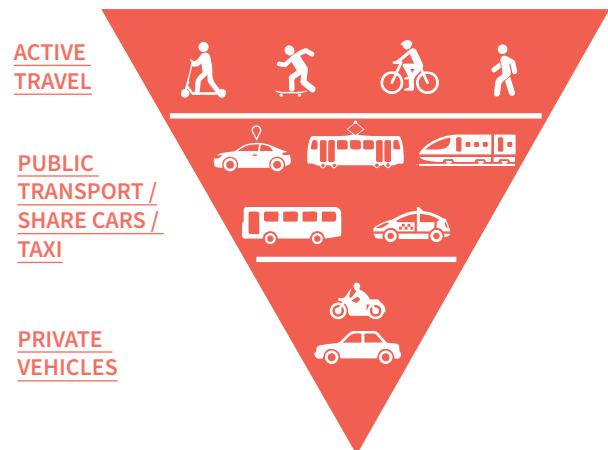 ACTIVE
TRAVEL
PUBLIC
TRANSPORT /
SHARE CARS /
TAXI
PRIVATE
VEHICLES